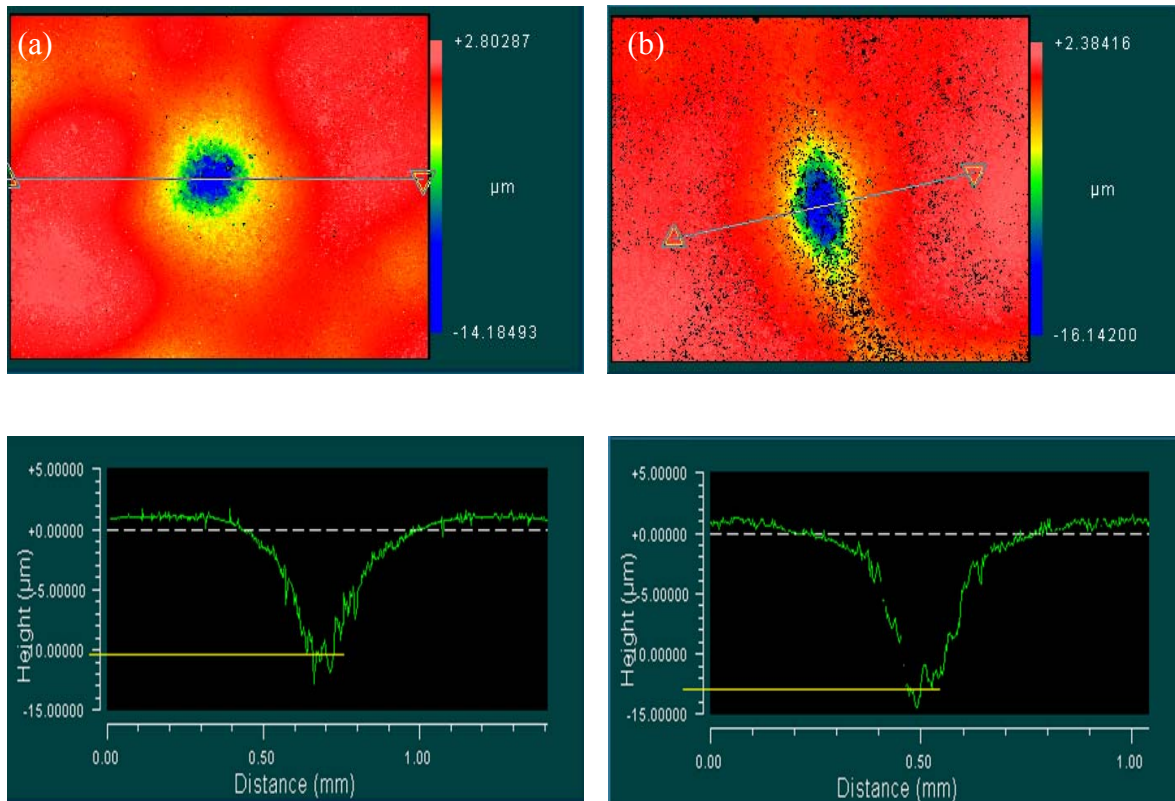 (a)
+2.80287
µm
-14.18493
(b)
+2.38416
µm
-16.14200
+5.00000
+0.00000
-5.00000
-10.00000
-15.00000
Height (µm)
0.00
0.50
1.00
Distance (mm)
+5.00000
+0.00000
-5.00000
-10.00000
-15.00000
Height (µm)
0.00
0.50
1.00
Distance (mm)